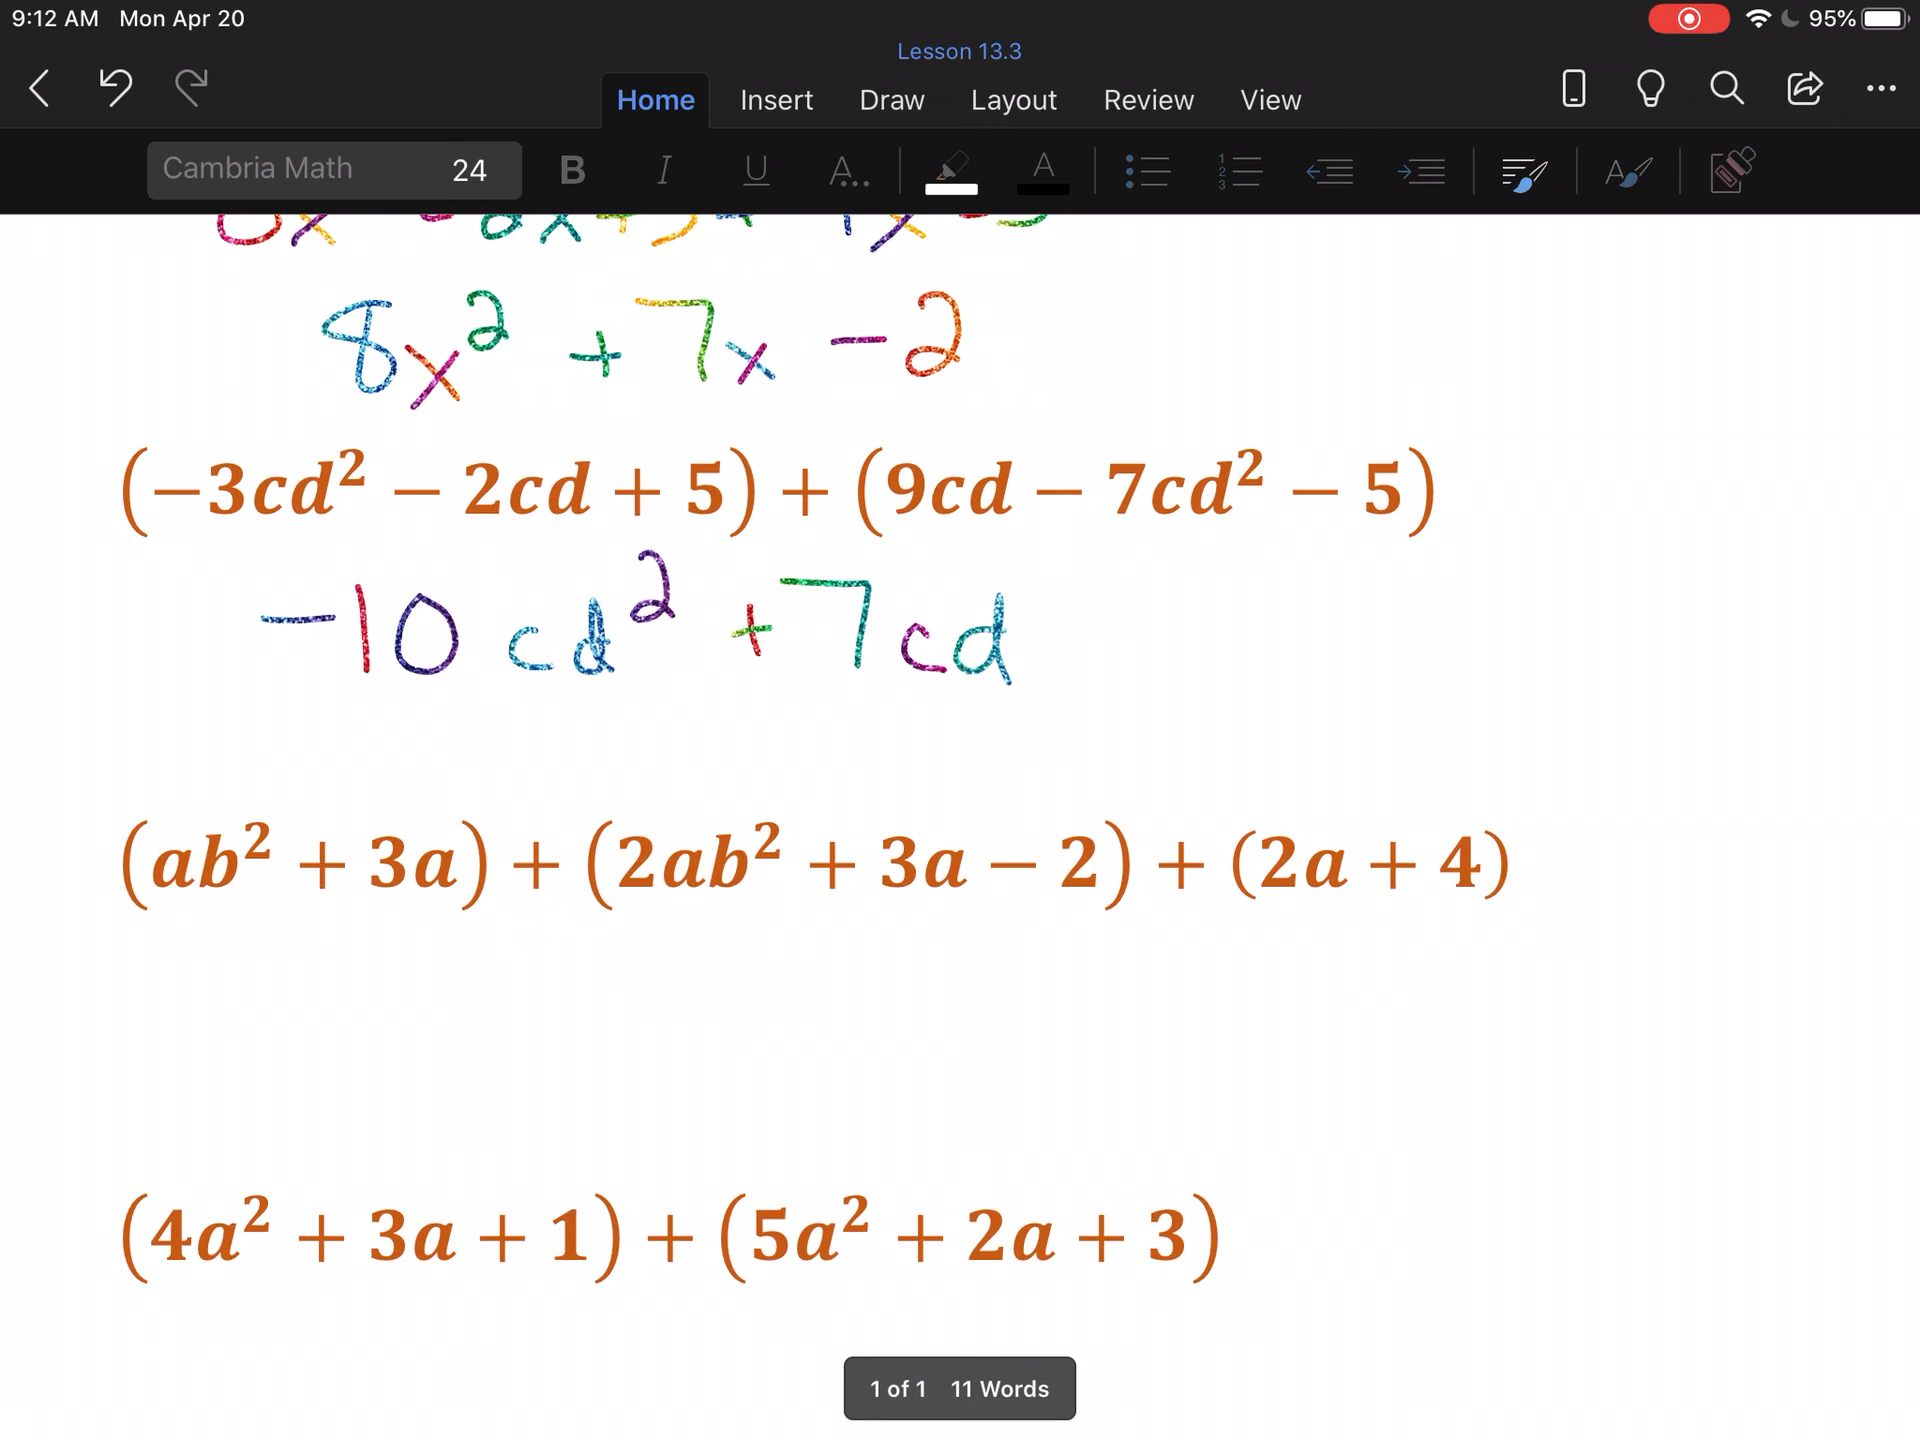 9:12 AM Mon Apr 20
95%
Lesson 13.3
Home Insert Draw Layout Review View
Cambria Math 24 B I U A... A
8x² + 7x - 2
(−3cd² − 2cd + 5) + (9cd − 7cd² − 5)
-10 cd² + 7cd
(ab² + 3a) + (2ab² + 3a − 2) + (2a + 4)
(4a² + 3a + 1) + (5a² + 2a + 3)
1 of 1 11 Words